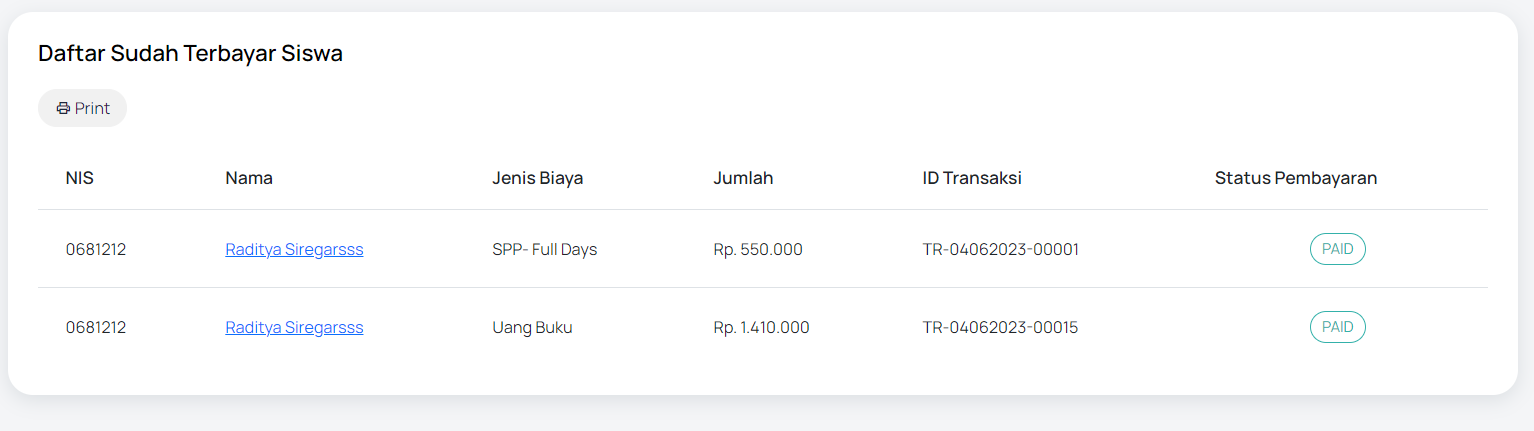 Daftar Sudah Terbayar Siswa
Print
NIS Nama Jenis Biaya Jumlah ID Transaksi Status Pembayaran
0681212 Raditya Siregarsss SPP- Full Days Rp. 550.000 TR-04062023-00001 PAID
0681212 Raditya Siregarsss Uang Buku Rp. 1.410.000 TR-04062023-00015 PAID